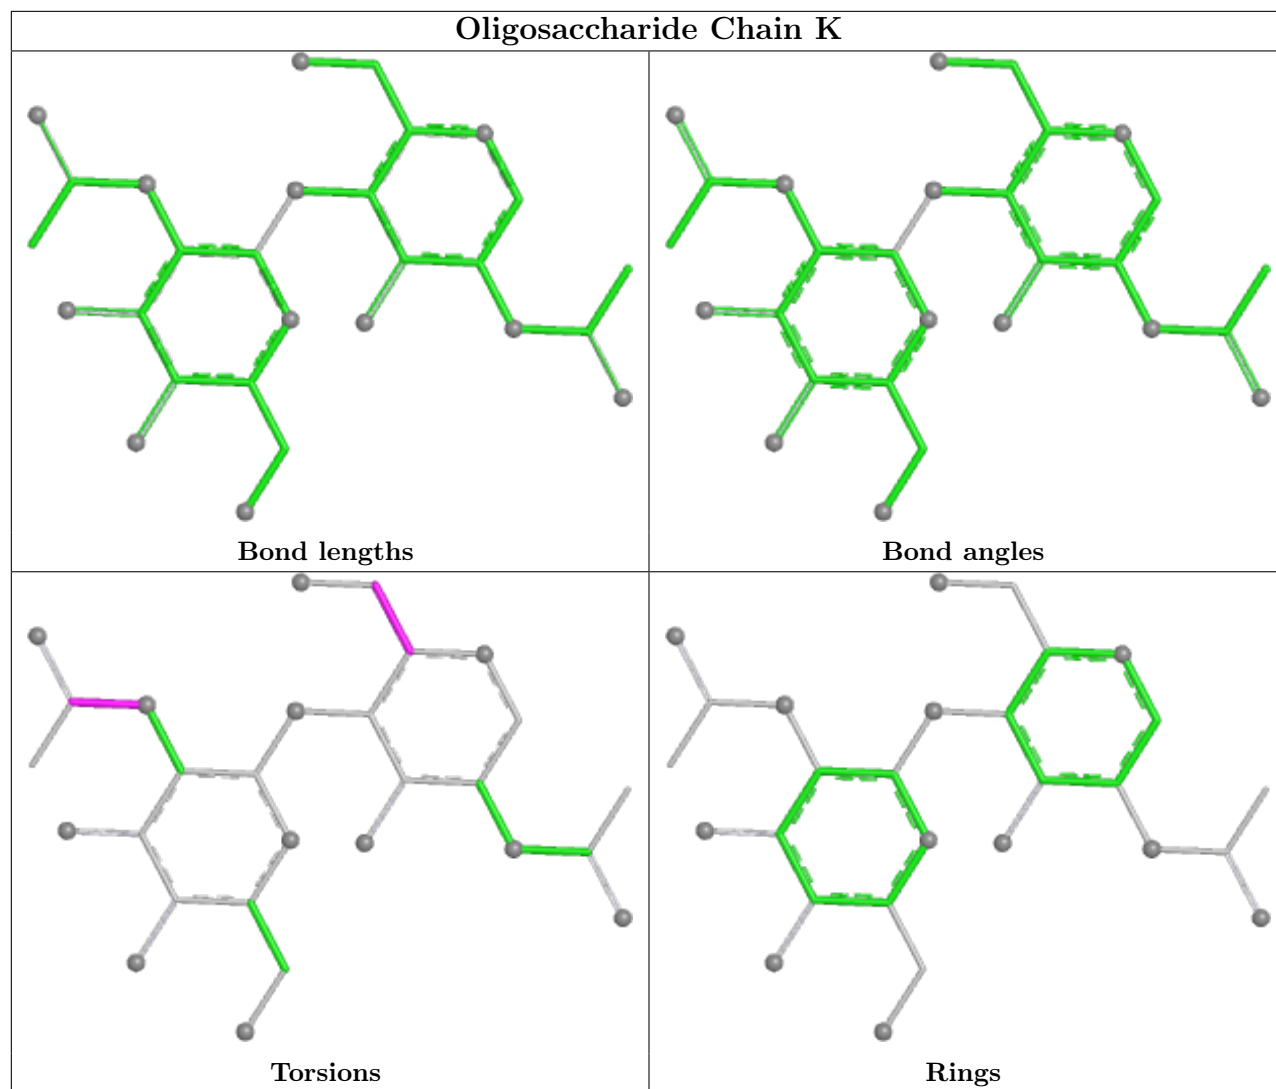 Oligosaccharide Chain K
Bond lengths
Bond angles
Torsions
Rings